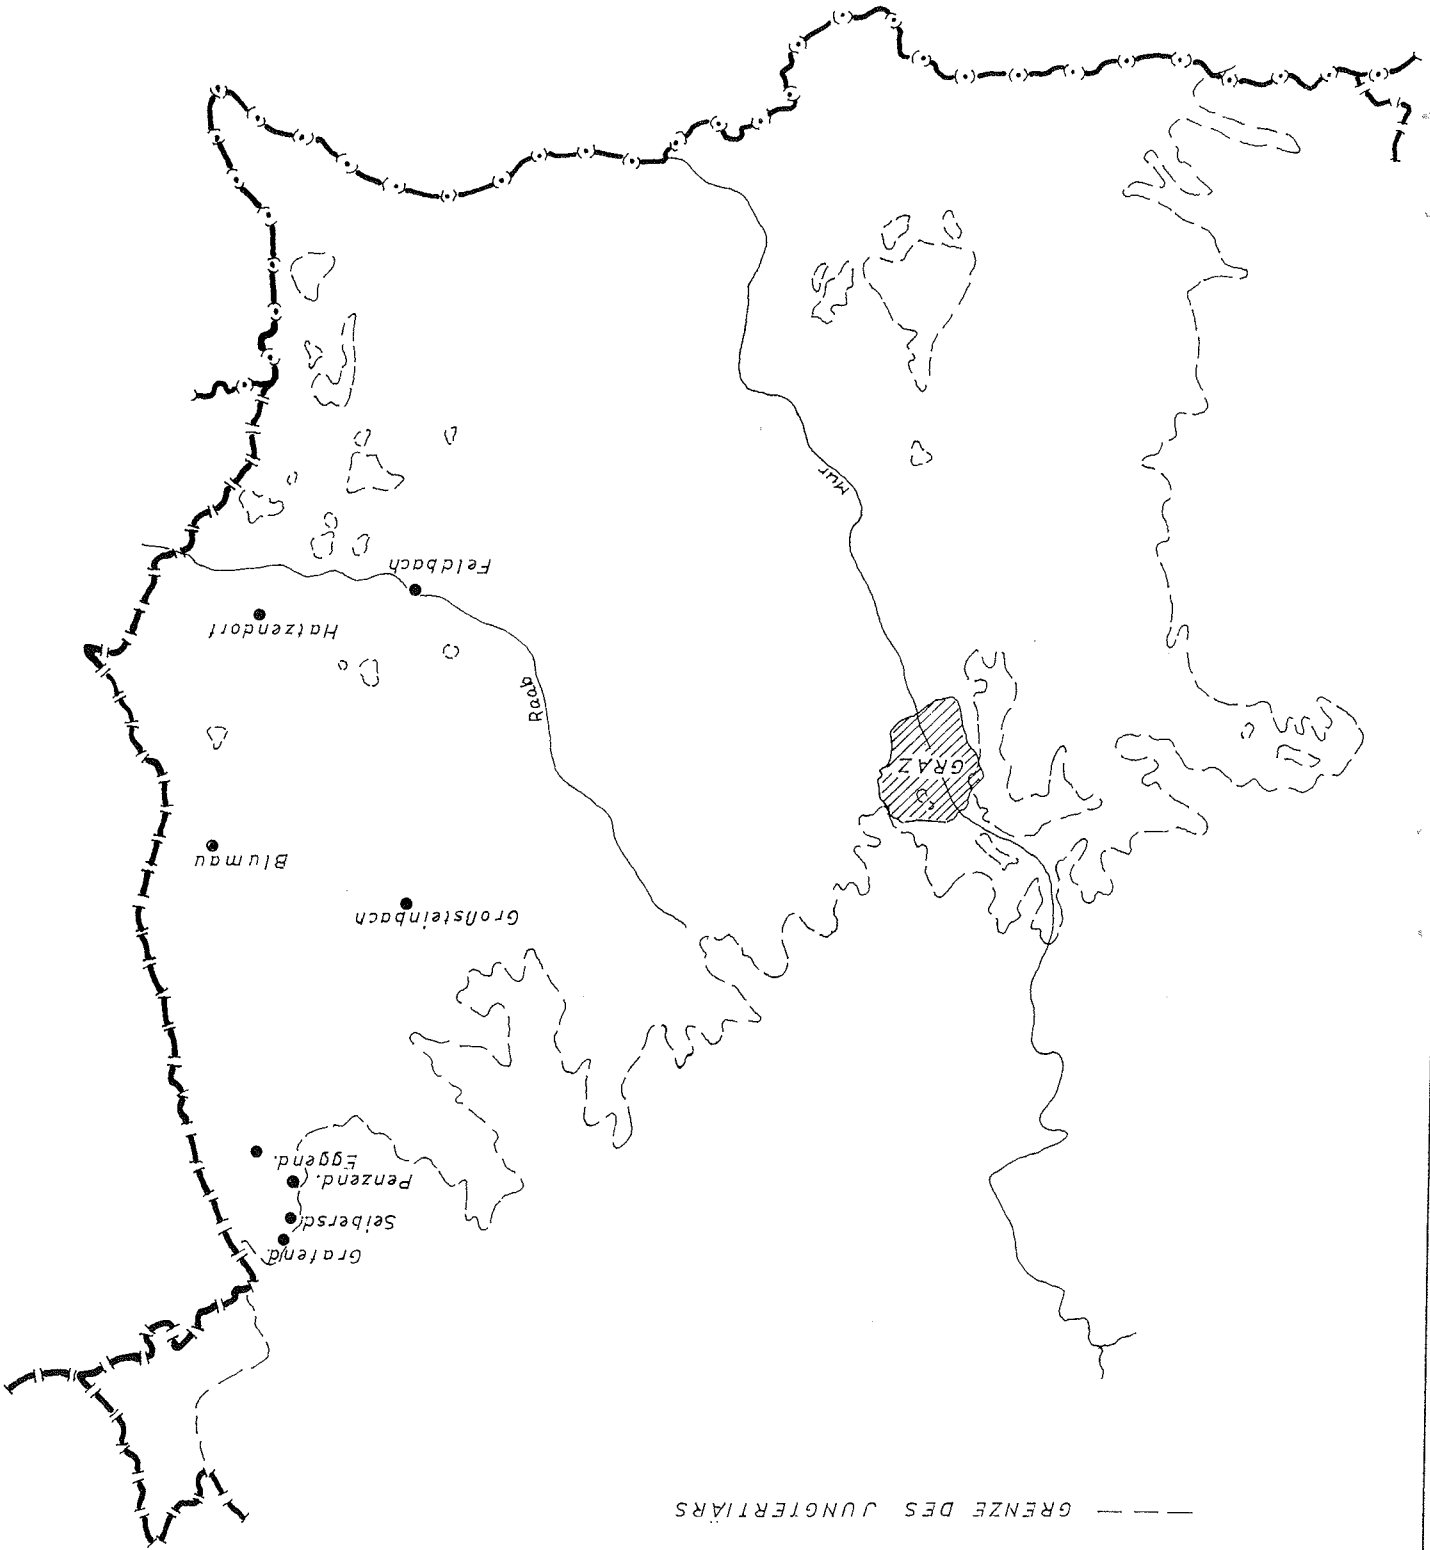 GRENZE DES JUNGTERTIÄRS
Grafend.
Seibersd.
Penzend.
Eggend.
Großsteinbach
Blumau
GRAZ
Raab
Hatzendorf
Feldbach
Mur